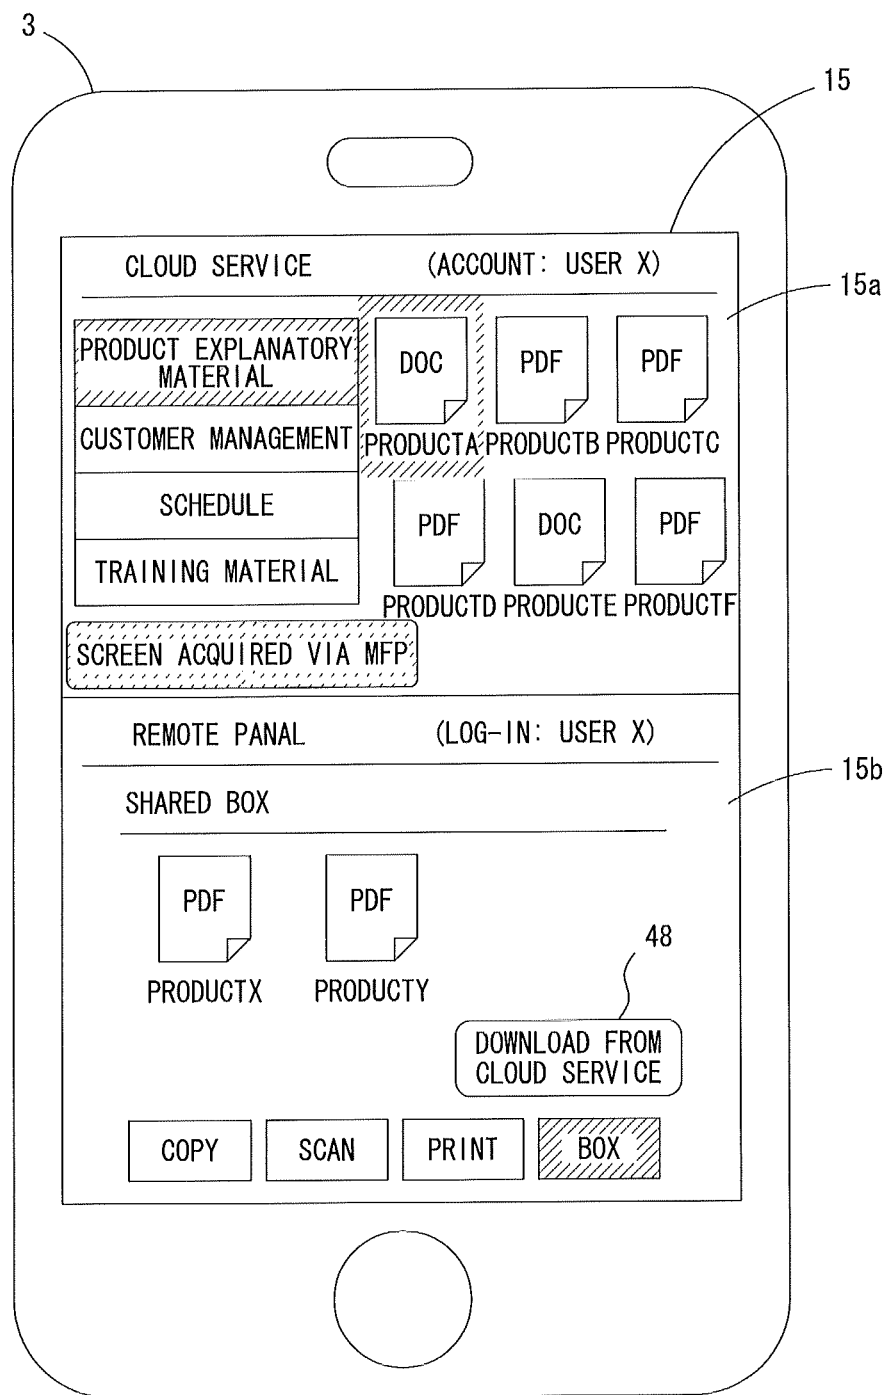 3
15
CLOUD SERVICE (ACCOUNT: USER X)
15a
PRODUCT EXPLANATORY
MATERIAL
CUSTOMER MANAGEMENT
SCHEDULE
TRAINING MATERIAL
DOC PDF PDF
PRODUCTA PRODUCTB PRODUCTC
PDF DOC PDF
PRODUCTD PRODUCTE PRODUCTF
SCREEN ACQUIRED VIA MFP
REMOTE PANAL (LOG-IN: USER X)
15b
SHARED BOX
PDF PDF
PRODUCTX PRODUCTY
48
DOWNLOAD FROM
CLOUD SERVICE
COPY SCAN PRINT BOX